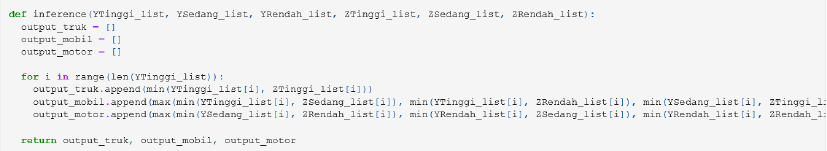 def inference(YTinggi_list, YSedang_list, YRendah_list, ZTinggi_list, ZSedang_list, ZRendah_list):
  output_truk = []
  output_mobil = []
  output_motor = []
  for i in range(len(YTinggi_list)):
    output_truk.append(min(YTinggi_list[i], ZTinggi_list[i]))
    output_mobil.append(max(min(YTinggi_list[i], ZSedang_list[i]), min(YTinggi_list[i], ZRendah_list[i]), min(YSedang_list[i], ZTinggi_li
    output_motor.append(max(min(YSedang_list[i], ZRendah_list[i]), min(YRendah_list[i], ZSedang_list[i]), min(YRendah_list[i], ZRendah_l
  return output_truk, output_mobil, output_motor